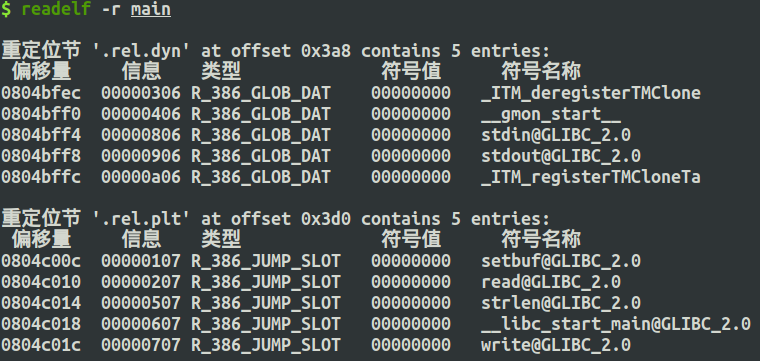 $ readelf -r main
重定位节 '.rel.dyn' at offset 0x3a8 contains 5 entries:
偏移量 信息 类型 符号值 符号名称
0804bfec 00000306 R_386_GLOB_DAT 00000000 _ITM_deregisterTMClone
0804bff0 00000406 R_386_GLOB_DAT 00000000 __gmon_start__
0804bff4 00000806 R_386_GLOB_DAT 00000000 stdin@GLIBC_2.0
0804bff8 00000906 R_386_GLOB_DAT 00000000 stdout@GLIBC_2.0
0804bffc 00000a06 R_386_GLOB_DAT 00000000 _ITM_registerTMCloneTa
重定位节 '.rel.plt' at offset 0x3d0 contains 5 entries:
偏移量 信息 类型 符号值 符号名称
0804c00c 00000107 R_386_JUMP_SLOT 00000000 setbuf@GLIBC_2.0
0804c010 00000207 R_386_JUMP_SLOT 00000000 read@GLIBC_2.0
0804c014 00000507 R_386_JUMP_SLOT 00000000 strlen@GLIBC_2.0
0804c018 00000607 R_386_JUMP_SLOT 00000000 __libc_start_main@GLIBC_2.0
0804c01c 00000707 R_386_JUMP_SLOT 00000000 write@GLIBC_2.0